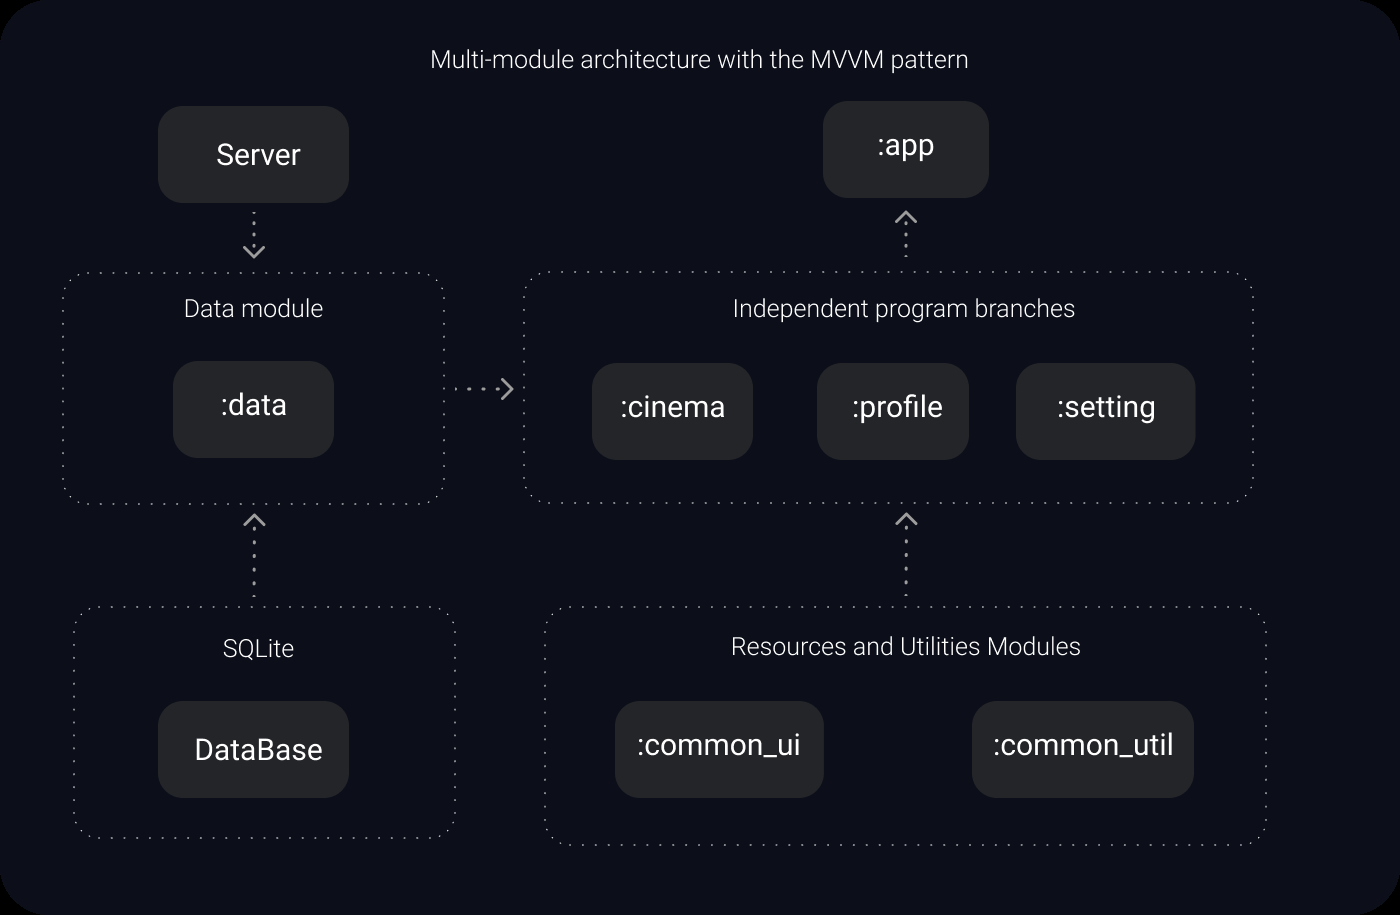 Multi-module architecture with the MVVM pattern
Server
:app
Data module
Independent program branches
:data
:cinema
:profile
:setting
SQLite
Resources and Utilities Modules
DataBase
:common_ui
:common_util